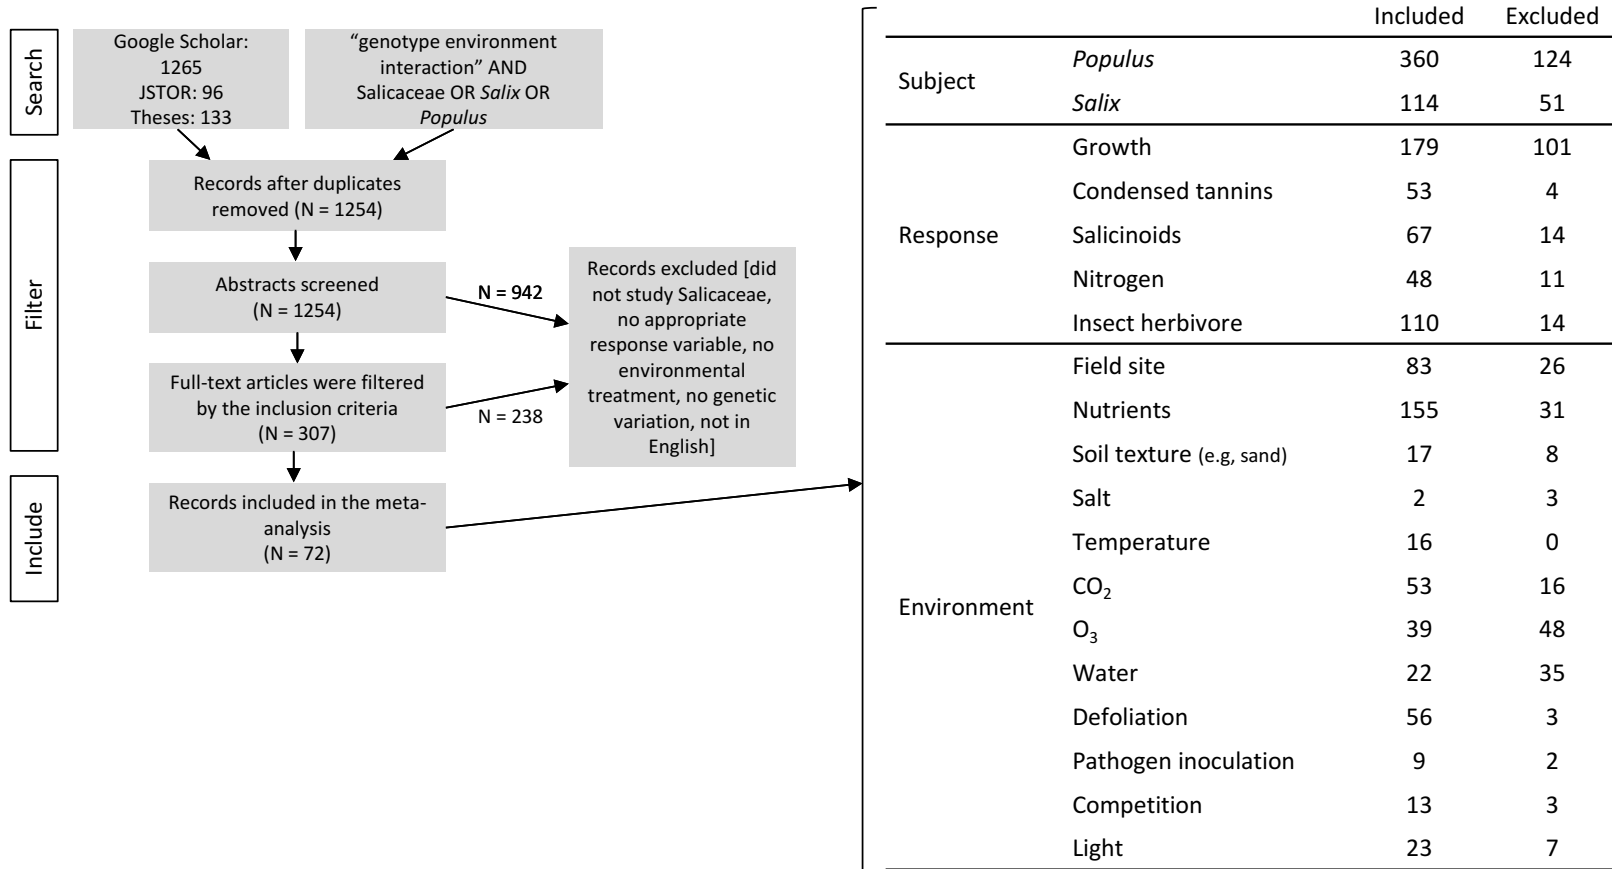 Search
Google Scholar:
1265
JSTOR: 96
Theses: 133
“genotype environment
interaction” AND
Salicaceae OR Salix OR
Populus
Filter
Records after duplicates
removed (N = 1254)
Abstracts screened
(N = 1254)
N = 942
Full-text articles were filtered
by the inclusion criteria
(N = 307)
N = 238
Records excluded [did
not study Salicaceae,
no appropriate
response variable, no
environmental
treatment, no genetic
variation, not in
English]
Include
Records included in the meta-
analysis
(N = 72)
Included Excluded
Subject
Populus 360 124
Salix 114 51
Response
Growth 179 101
Condensed tannins 53 4
Salicinoids 67 14
Nitrogen 48 11
Insect herbivore 110 14
Environment
Field site 83 26
Nutrients 155 31
Soil texture (e.g, sand) 17 8
Salt 2 3
Temperature 16 0
CO2 53 16
O3 39 48
Water 22 35
Defoliation 56 3
Pathogen inoculation 9 2
Competition 13 3
Light 23 7